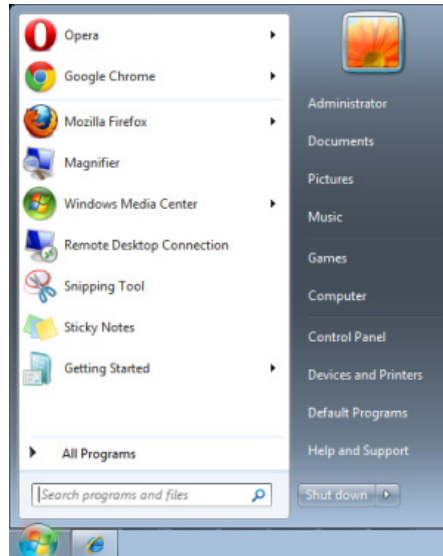 Opera
Google Chrome
Mozilla Firefox
Magnifier
Windows Media Center
Remote Desktop Connection
Snipping Tool
Sticky Notes
Getting Started
All Programs
Search programs and files
Administrator
Documents
Pictures
Music
Games
Computer
Control Panel
Devices and Printers
Default Programs
Help and Support
Shut down